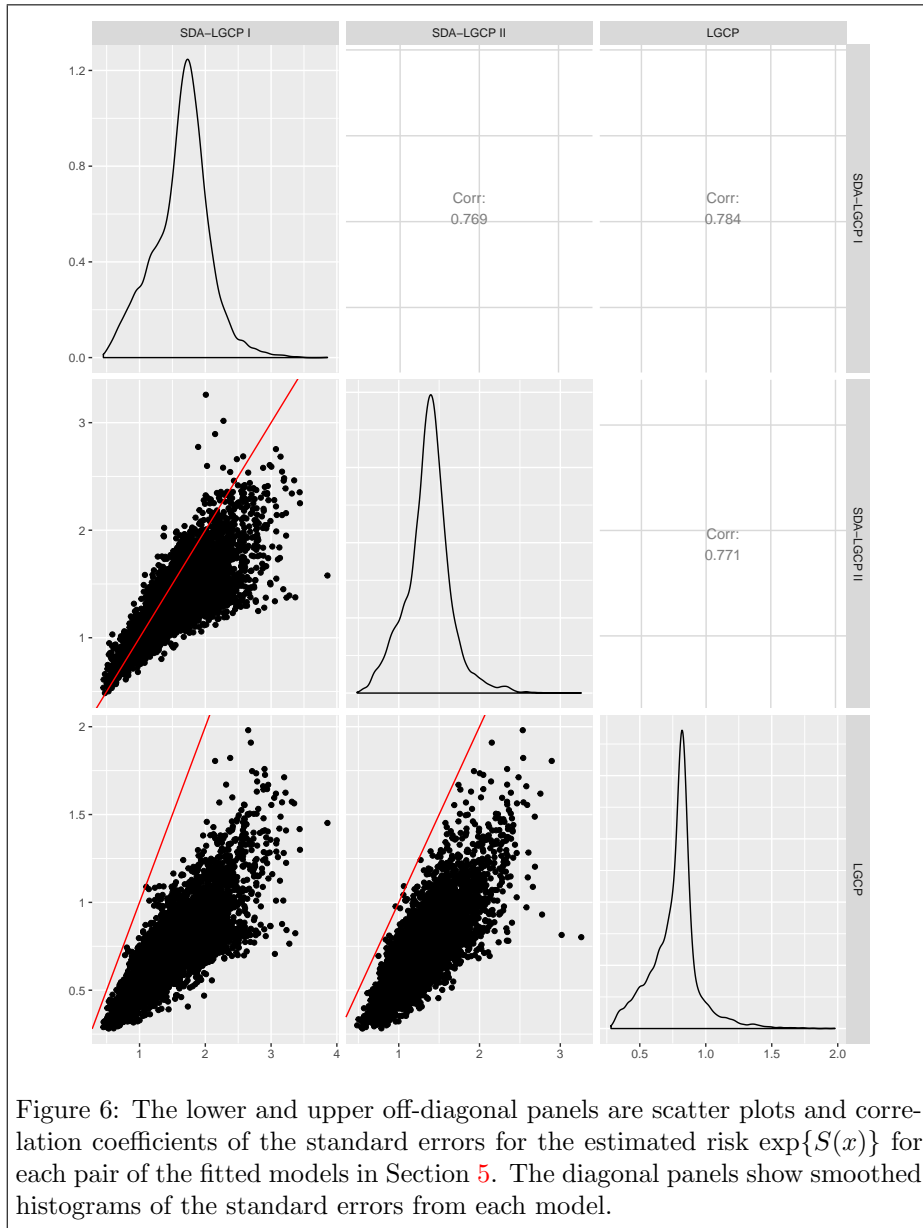 SDA−LGCP I
SDA−LGCP II
LGCP
1.2
0.8
0.4
0.0
Corr:
0.769
Corr:
0.784
SDA−LGCP I
3
2
1
Corr:
0.771
SDA−LGCP II
2
1.5
1
0.5
LGCP
1 2 3 4
1 2 3
0.5 1.0 1.5 2.0
Figure 6: The lower and upper off-diagonal panels are scatter plots and corre-
lation coefficients of the standard errors for the estimated risk exp{S(x)} for
each pair of the fitted models in Section 5. The diagonal panels show smoothed
histograms of the standard errors from each model.